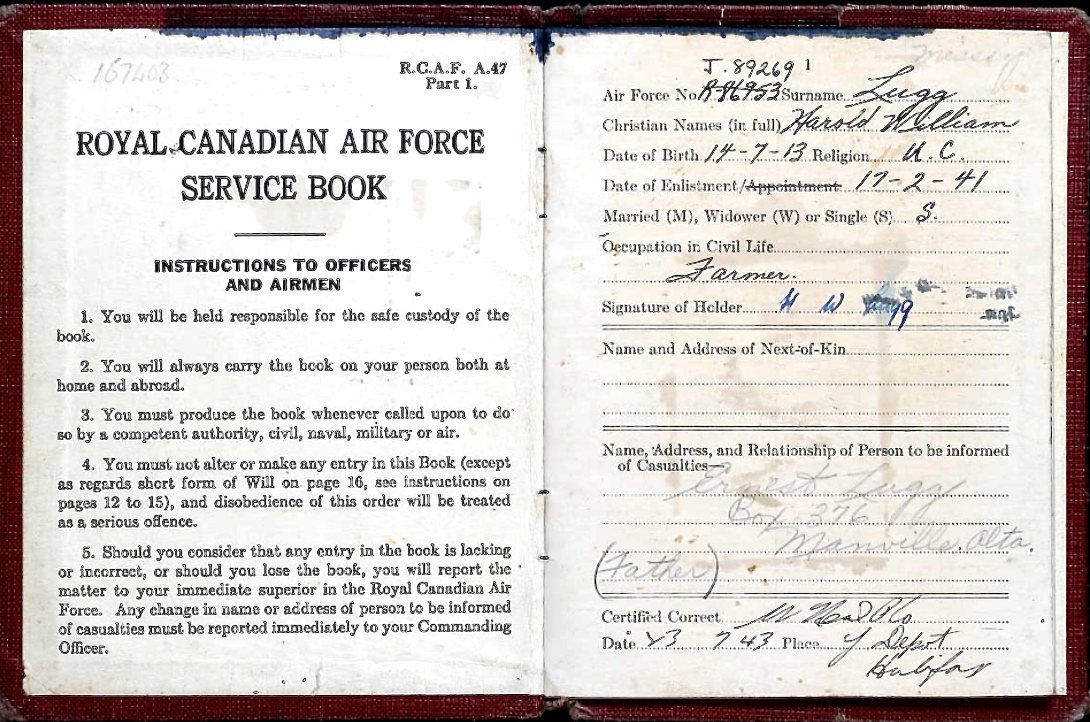 167403
R.C.A.F. A.47
Part 1.
ROYAL CANADIAN AIR FORCE
SERVICE BOOK
INSTRUCTIONS TO OFFICERS
AND AIRMEN
1. You will be held responsible for the safe custody of the
book.
2. You will always carry the book on your person both at
home and abroad.
3. You must produce the book whenever called upon to do
so by a competent authority, civil, naval, military or air.
4. You must not alter or make any entry in this Book (except
as regards short form of Will on page 16, see instructions on
pages 12 to 15), and disobedience of this order will be treated
as a serious offence.
5. Should you consider that any entry in the book is lacking
or incorrect, or should you lose the book, you will report the
matter to your immediate superior in the Royal Canadian Air
Force. Any change in name or address of person to be informed
of casualties must be reported immediately to your Commanding
Officer.
J. 89269 1
Air Force No. R-86953 Surname Lugg
Christian Names (in full) Harold William
Date of Birth 14-7-13 Religion U.C.
Date of Enlistment/Appointment 17-2-41
Married (M), Widower (W) or Single (S) S.
Occupation in Civil Life
Farmer.
Signature of Holder H W Lugg
Name and Address of Next-of-Kin
Name, Address, and Relationship of Person to be informed
of Casualties
Ernest Lugg
Box 376
Manville. Alta.
(Father)
Certified Correct
Date 23 7 43 Place Y Depot
Halifax